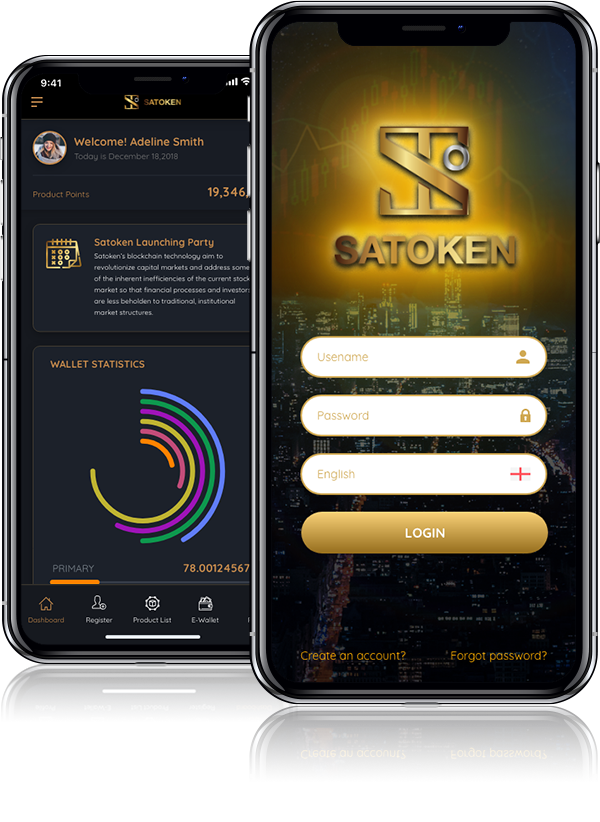 9:41
SATOKEN
Welcome! Adeline Smith
Today is December 18,2018
Product Points
19,346,
Satoken Launching Party
Satoken's blockchain technology aim to
revolutionize capital markets and address some
of the inherent inefficiencies of the current stock
market so that financial processes and investors
are less beholden to traditional, institutional
market structures.
WALLET STATISTICS
PRIMARY
78.00124567
Dashboard
Register
Product List
E-Wallet
SATOKEN
Usename
Password
English
LOGIN
Create an account?
Forgot password?